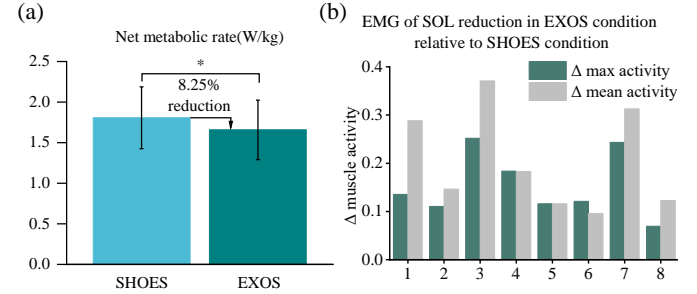 (a)
Net metabolic rate(W/kg)
2.5
2.0
1.5
1.0
0.5
0.0
*
8.25%
reduction
SHOES
EXOS
(b)
EMG of SOL reduction in EXOS condition
relative to SHOES condition
Δ max activity
Δ mean activity
Δ muscle activity
0.4
0.3
0.2
0.1
0.0
1 2 3 4 5 6 7 8